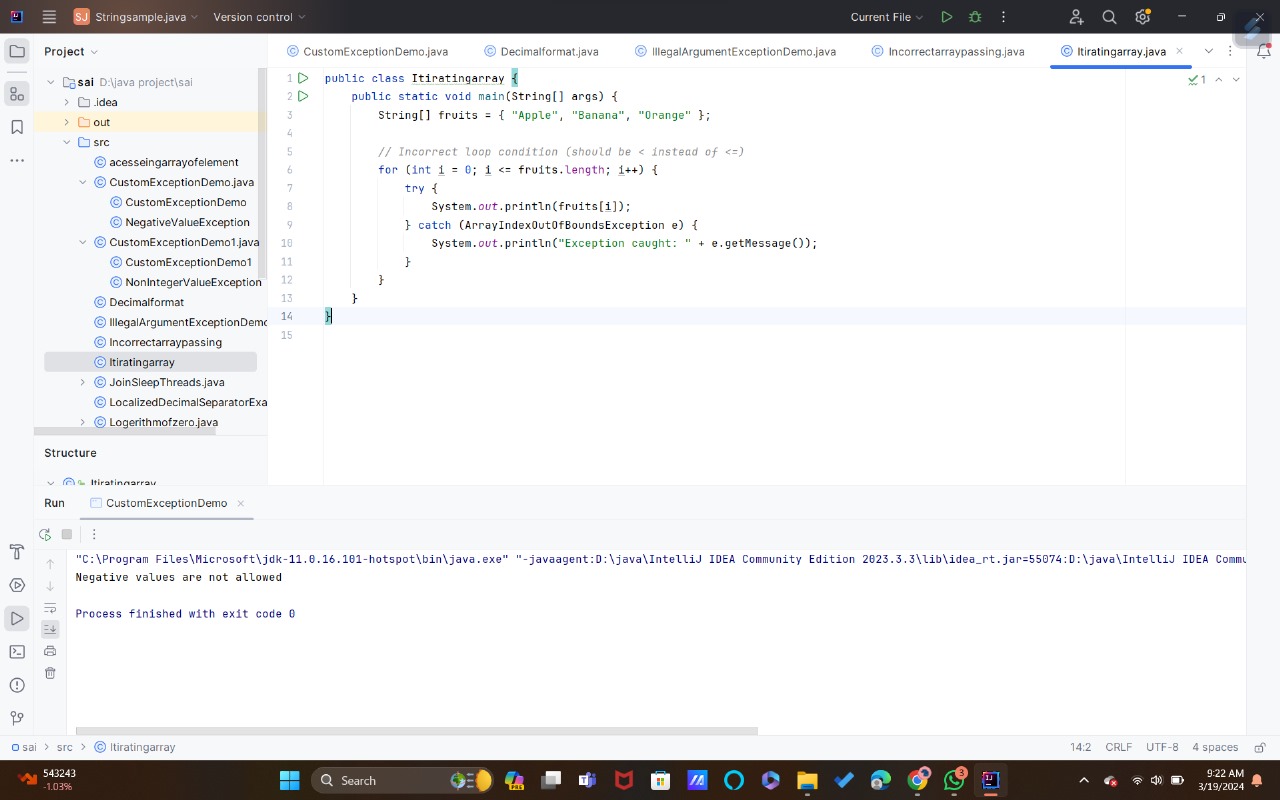 SJ Stringsample.java Version control Current File
Project
CustomExceptionDemo.java Decimalformat.java IllegalArgumentExceptionDemo.java Incorrectarraypassing.java Itiratingarray.java
sai D:\java project\sai
.idea
out
src
acesseingarrayofelement
CustomExceptionDemo.java
CustomExceptionDemo
NegativeValueException
CustomExceptionDemo1.java
CustomExceptionDemo1
NonIntegerValueException
Decimalformat
IllegalArgumentExceptionDemo
Incorrectarraypassing
Itiratingarray
JoinSleepThreads.java
LocalizedDecimalSeparatorExa
Logerithmofzero.java
1 public class Itiratingarray {
2 public static void main(String[] args) {
3 String[] fruits = { "Apple", "Banana", "Orange" };
4
5 // Incorrect loop condition (should be < instead of <=)
6 for (int i = 0; i <= fruits.length; i++) {
7 try {
8 System.out.println(fruits[i]);
9 } catch (ArrayIndexOutOfBoundsException e) {
10 System.out.println("Exception caught: " + e.getMessage());
11 }
12 }
13 }
14 }
15
1
Structure
Itiratingarray
Run CustomExceptionDemo
"C:\Program Files\Microsoft\jdk-11.0.16.101-hotspot\bin\java.exe" "-javaagent:D:\java\IntelliJ IDEA Community Edition 2023.3.3\lib\idea_rt.jar=55074:D:\java\IntelliJ IDEA Commu
Negative values are not allowed
Process finished with exit code 0
sai > src > Itiratingarray 14:2 CRLF UTF-8 4 spaces
543243
-1.03%
Search
PRE
3
9:22 AM
3/19/2024